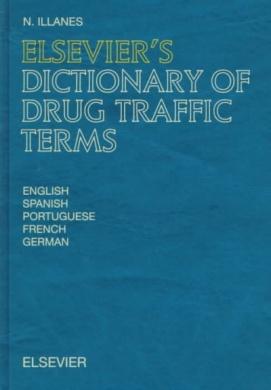 N. ILLANES
ELSEVIER'S
DICTIONARY OF
DRUG TRAFFIC
TERMS
ENGLISH
SPANISH
PORTUGUESE
FRENCH
GERMAN
ELSEVIER